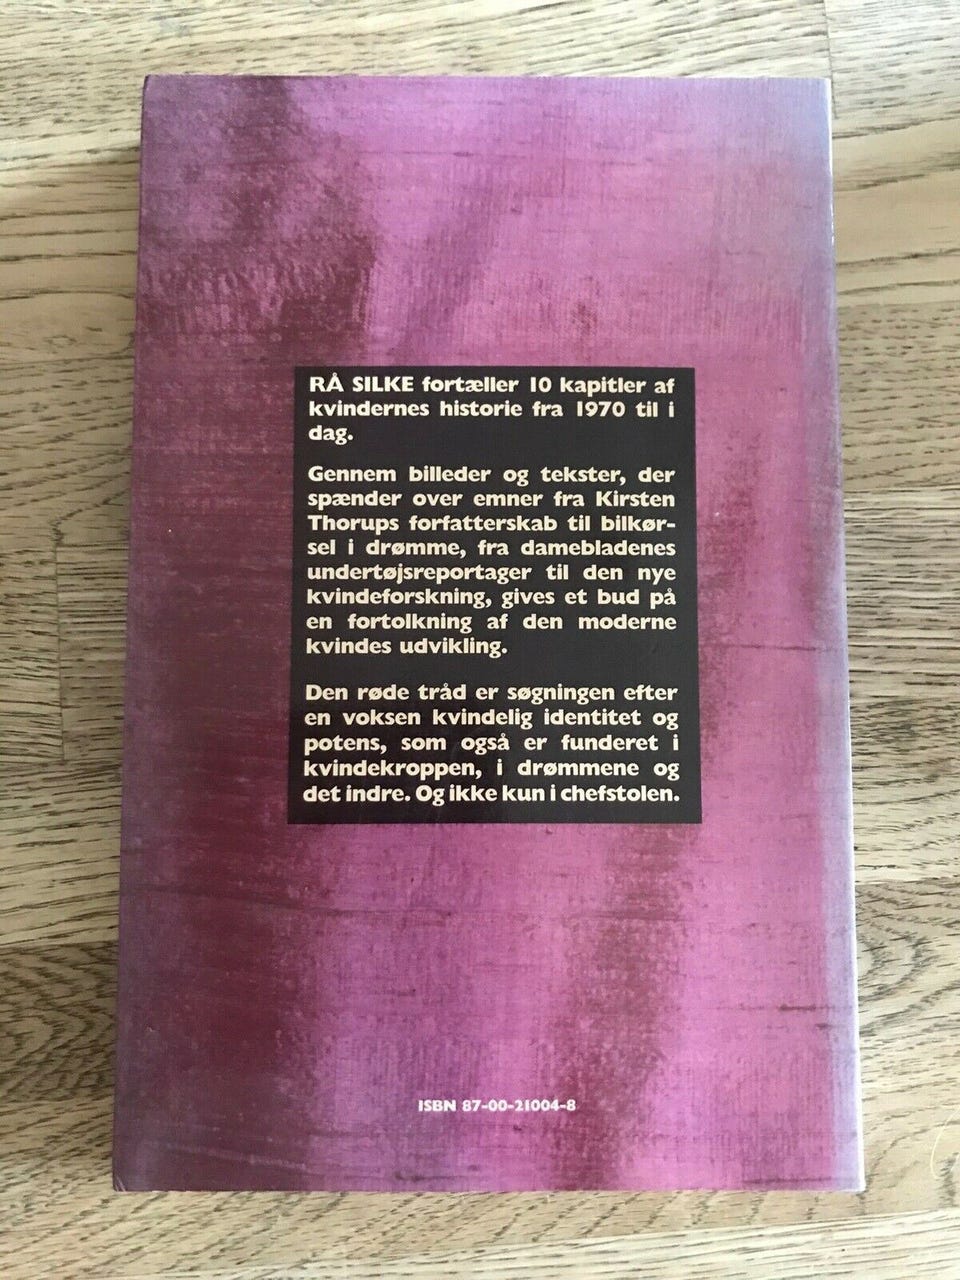 RÅ SILKE fortæller 10 kapitler af
kvindernes historie fra 1970 til i
dag.
Gennem billeder og tekster, der
spænder over emner fra Kirsten
Thorups forfatterskab til bilkør-
sel i drømme, fra damebladenes
undertøjsreportager til den nye
kvindeforskning, gives et bud på
en fortolkning af den moderne
kvindes udvikling.
Den røde tråd er søgningen efter
en voksen kvindelig identitet og
potens, som også er funderet i
kvindekroppen, i drømmene og
det indre. Og ikke kun i chefstolen.
ISBN 87-00-21004-8